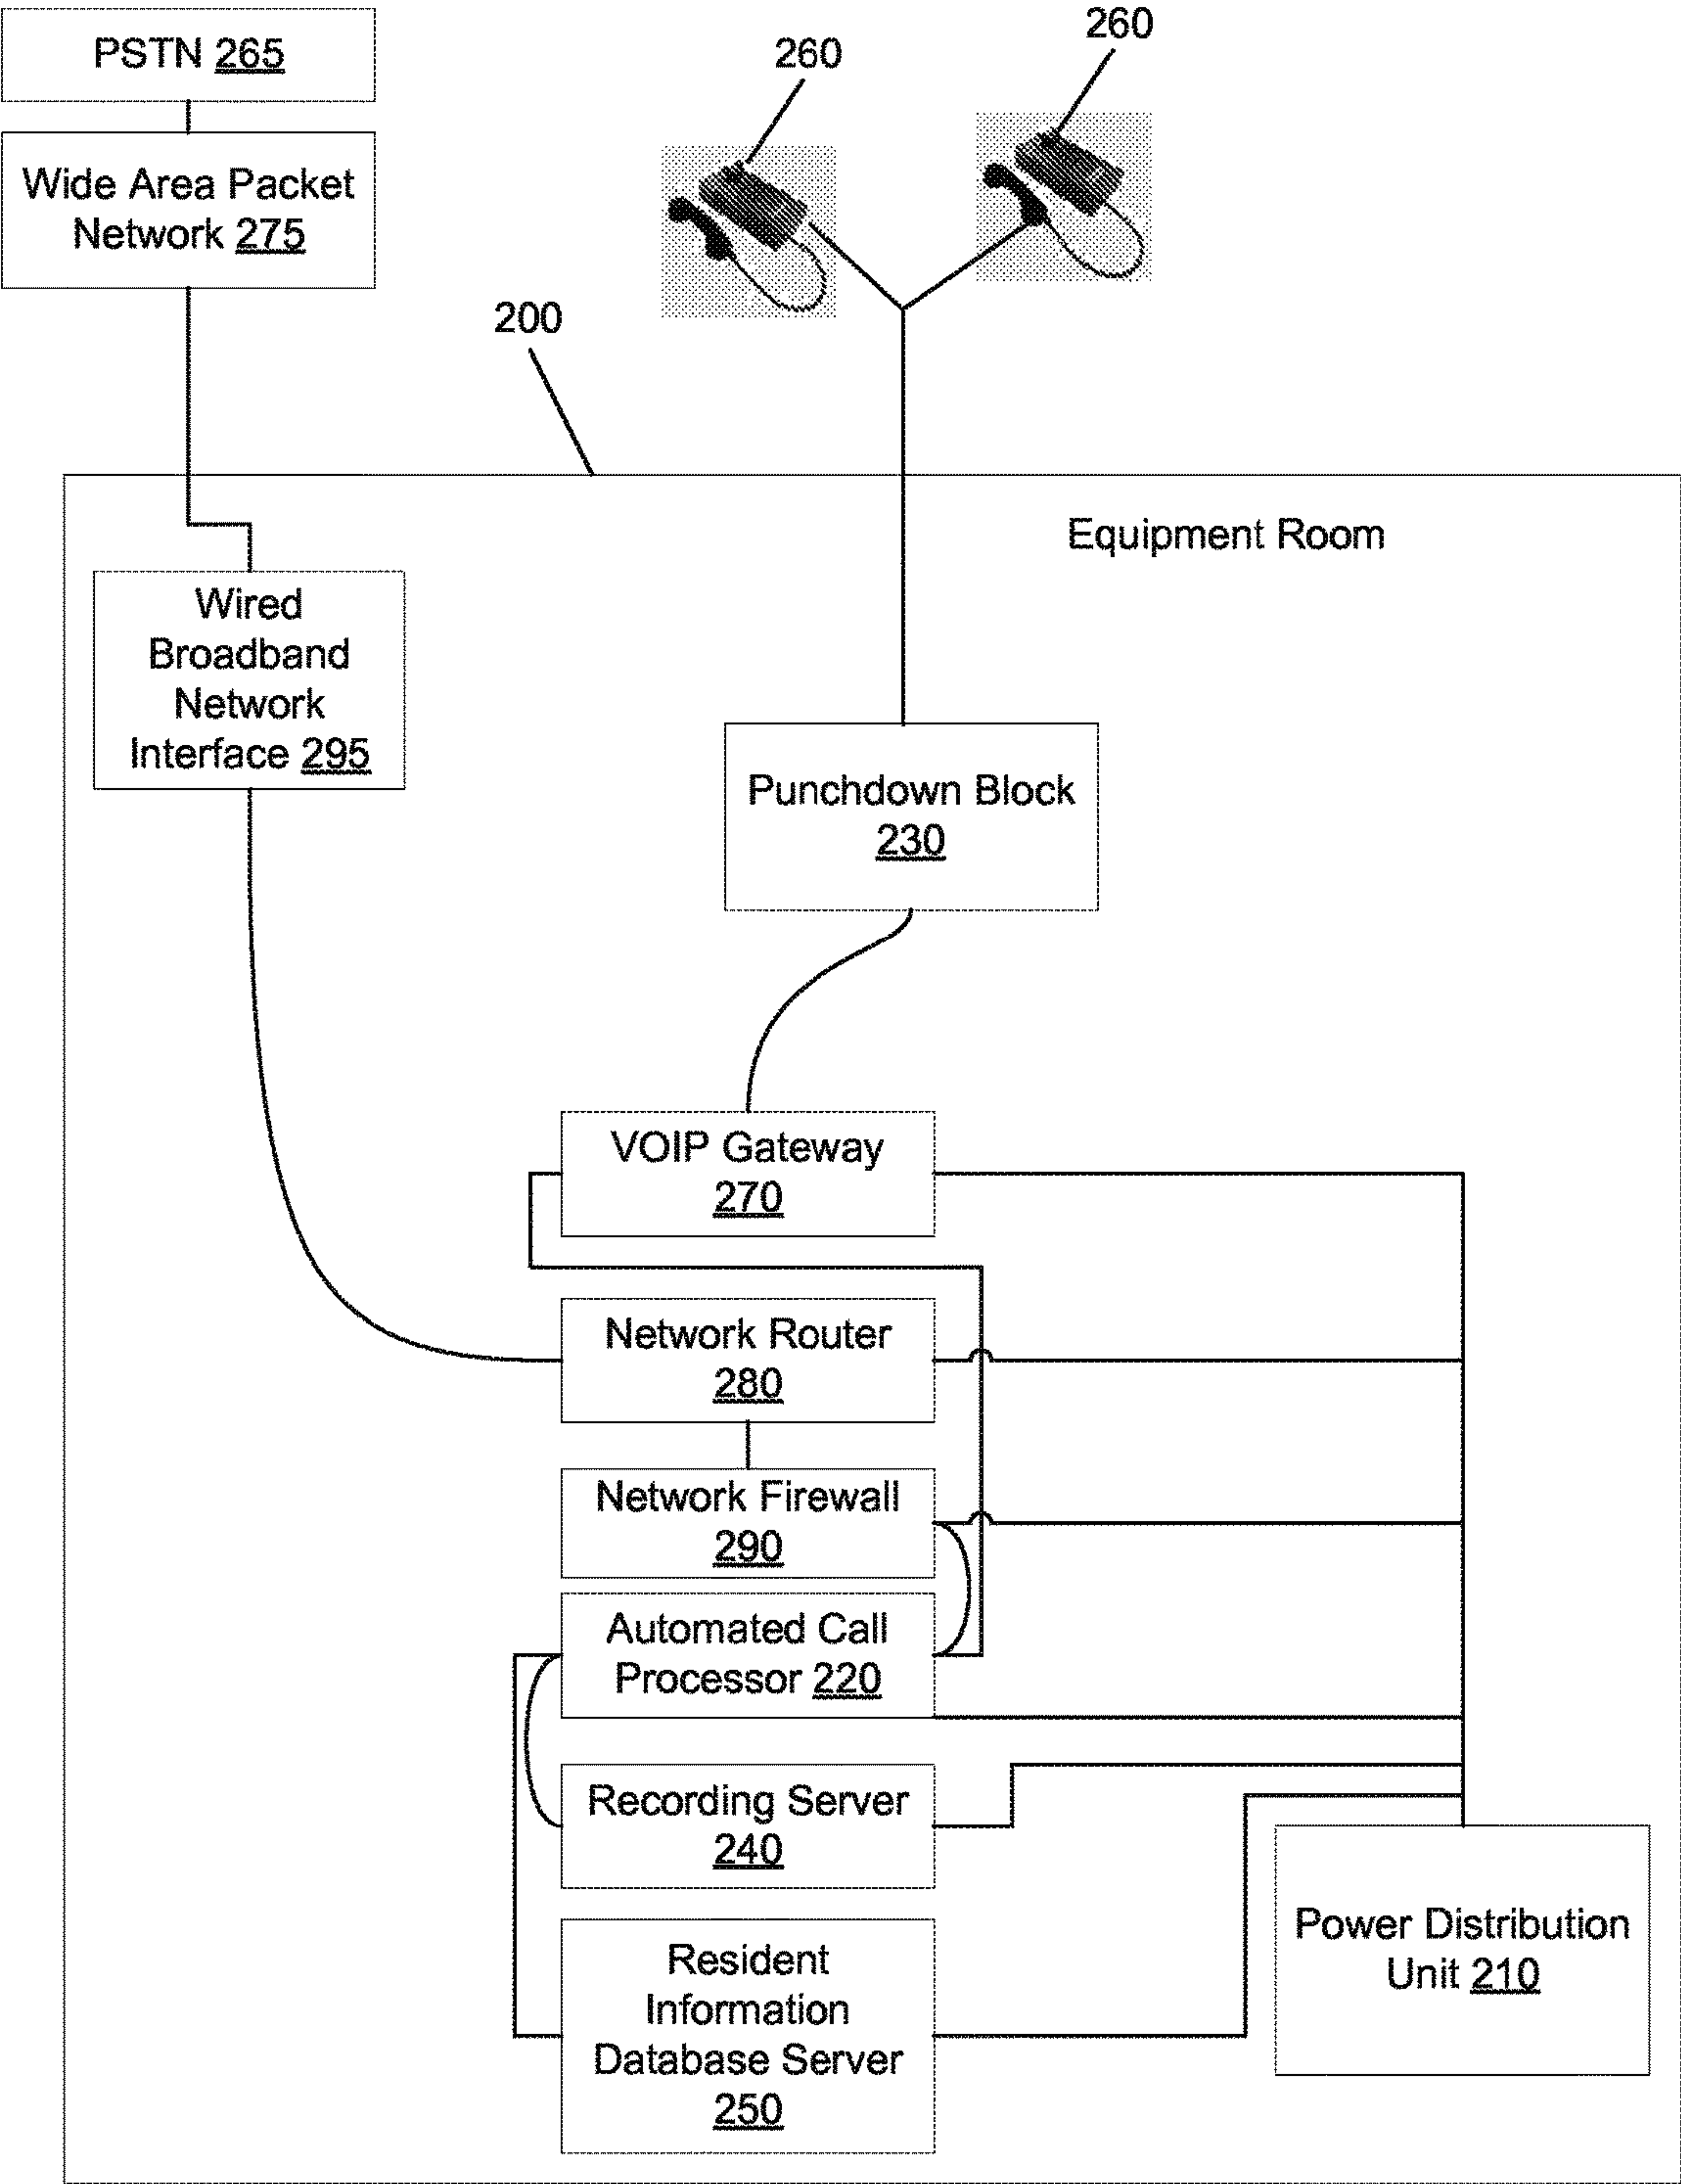 PSTN 265
Wide Area Packet
Network 275
260
260
200
Equipment Room
Wired
Broadband
Network
Interface 295
Punchdown Block
230
VOIP Gateway
270
Network Router
280
Network Firewall
290
Automated Call
Processor 220
Recording Server
240
Resident
Information
Database Server
250
Power Distribution
Unit 210